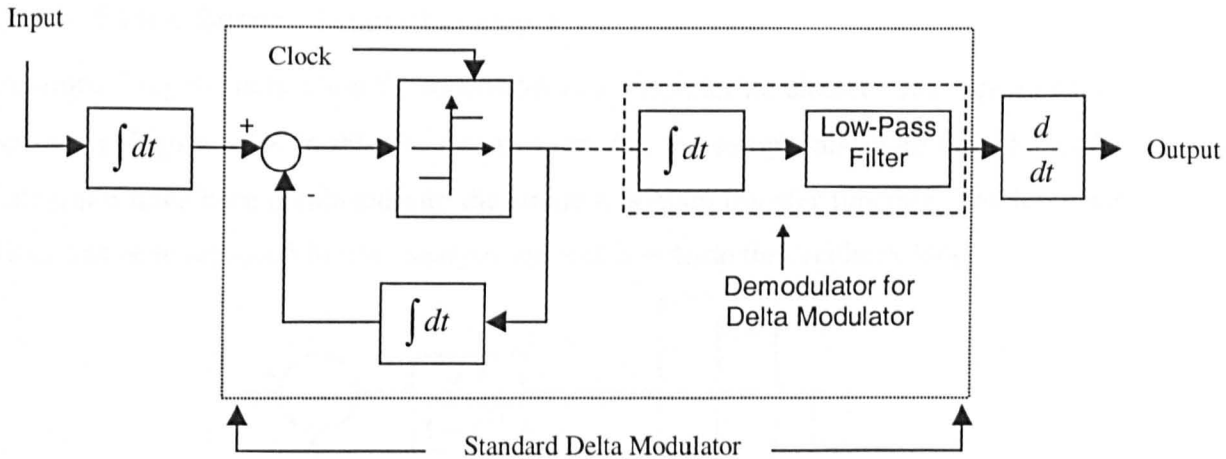 Input
Clock
∫ dt
+
-
∫ dt
∫ dt
Low-Pass
Filter
d
dt
Output
Demodulator for
Delta Modulator
Standard Delta Modulator